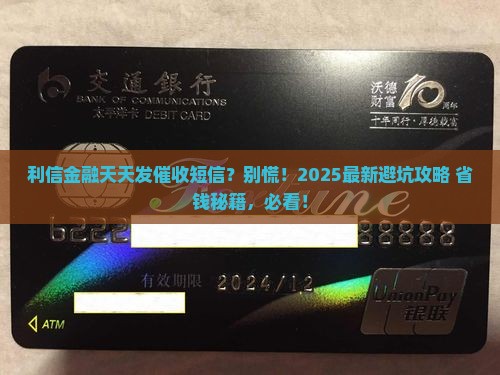 交通銀行
BANK OF COMMUNICATIONS
太平洋卡 DEBIT CARD
沃德
财富 10 周年
十年同行·厚德载富
利信金融天天发催收短信？别慌！2025最新避坑攻略 省
钱秘籍，必看！
Fortune
6222 88888
有效期限 2024/12
ATM
UnionPay
银联